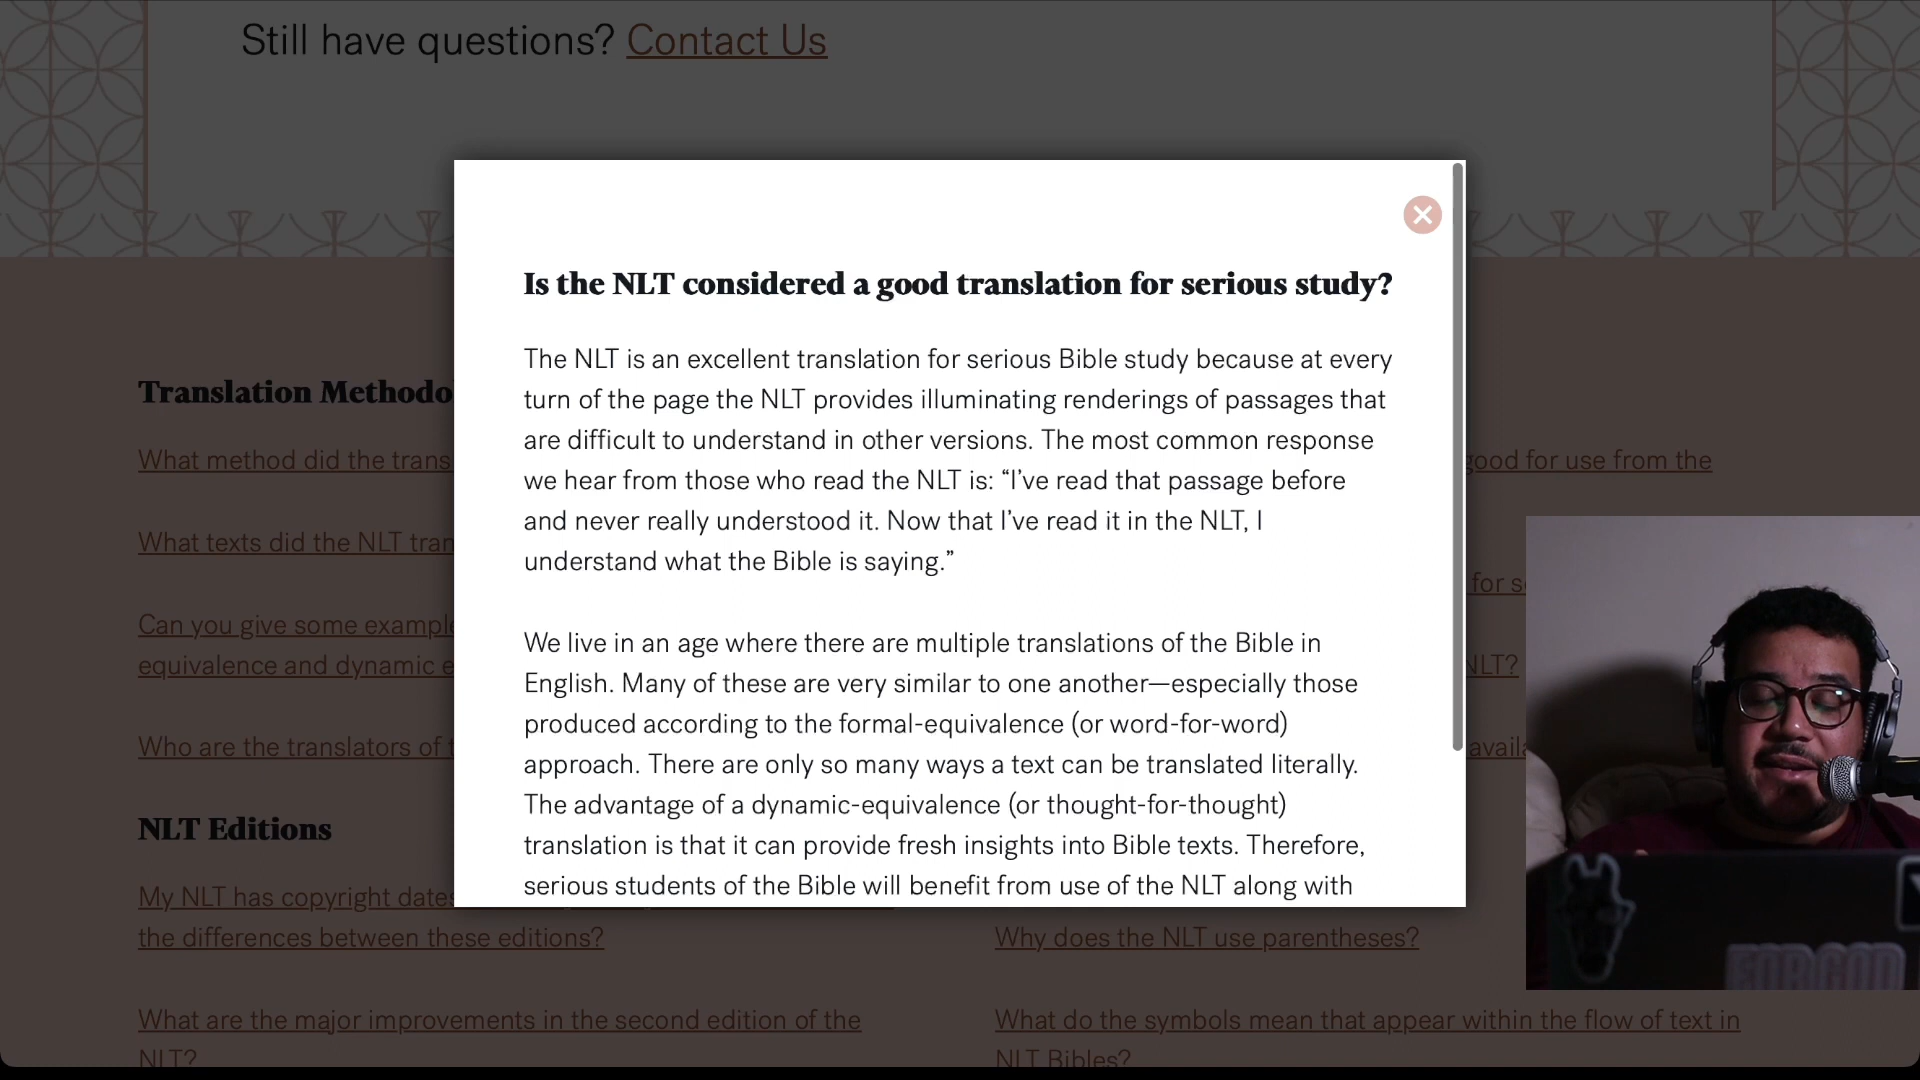 Still have questions? Contact Us
Is the NLT considered a good translation for serious study?
The NLT is an excellent translation for serious Bible study because at every
turn of the page the NLT provides illuminating renderings of passages that
are difficult to understand in other versions. The most common response
we hear from those who read the NLT is: “I’ve read that passage before
and never really understood it. Now that I’ve read it in the NLT, I
understand what the Bible is saying.”
We live in an age where there are multiple translations of the Bible in
English. Many of these are very similar to one another—especially those
produced according to the formal-equivalence (or word-for-word)
approach. There are only so many ways a text can be translated literally.
The advantage of a dynamic-equivalence (or thought-for-thought)
translation is that it can provide fresh insights into Bible texts. Therefore,
serious students of the Bible will benefit from use of the NLT along with
Translation Methodo
What method did the trans
What texts did the NLT tran
Can you give some example
equivalence and dynamic e
Who are the translators of t
NLT Editions
My NLT has copyright dates
the differences between these editions?
What are the major improvements in the second edition of the
NLT?
good for use from the
for s
NLT?
availa
Why does the NLT use parentheses?
What do the symbols mean that appear within the flow of text in
NLT Bibles?
FOR GOD